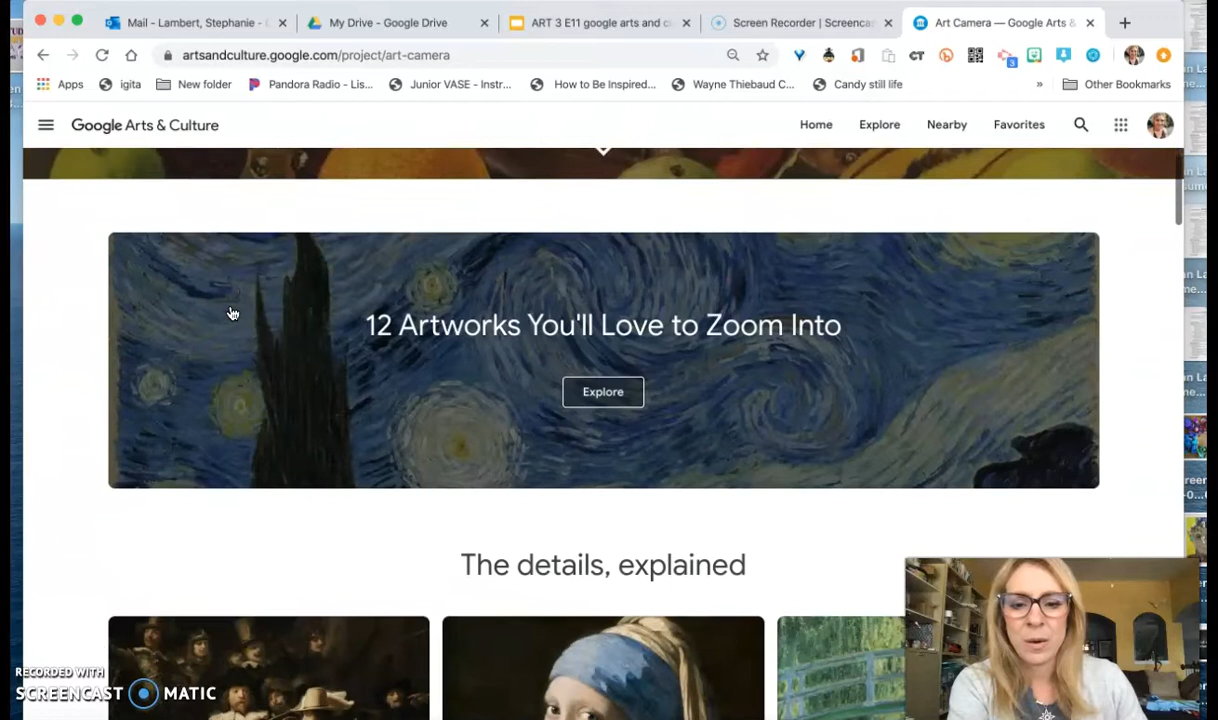 Mail - Lambert, Stephanie -
My Drive - Google Drive
ART 3 E11 google arts and c
Screen Recorder | Screencas
Art Camera — Google Arts &
artsandculture.google.com/project/art-camera
CT
3
Apps
igita
New folder
Pandora Radio - Lis...
Junior VASE - Instr...
How to Be Inspired...
Wayne Thiebaud C...
Candy still life
»
Other Bookmarks
Google Arts & Culture
Home
Explore
Nearby
Favorites
12 Artworks You'll Love to Zoom Into
Explore
The details, explained
RECORDED WITH
SCREENCAST MATIC